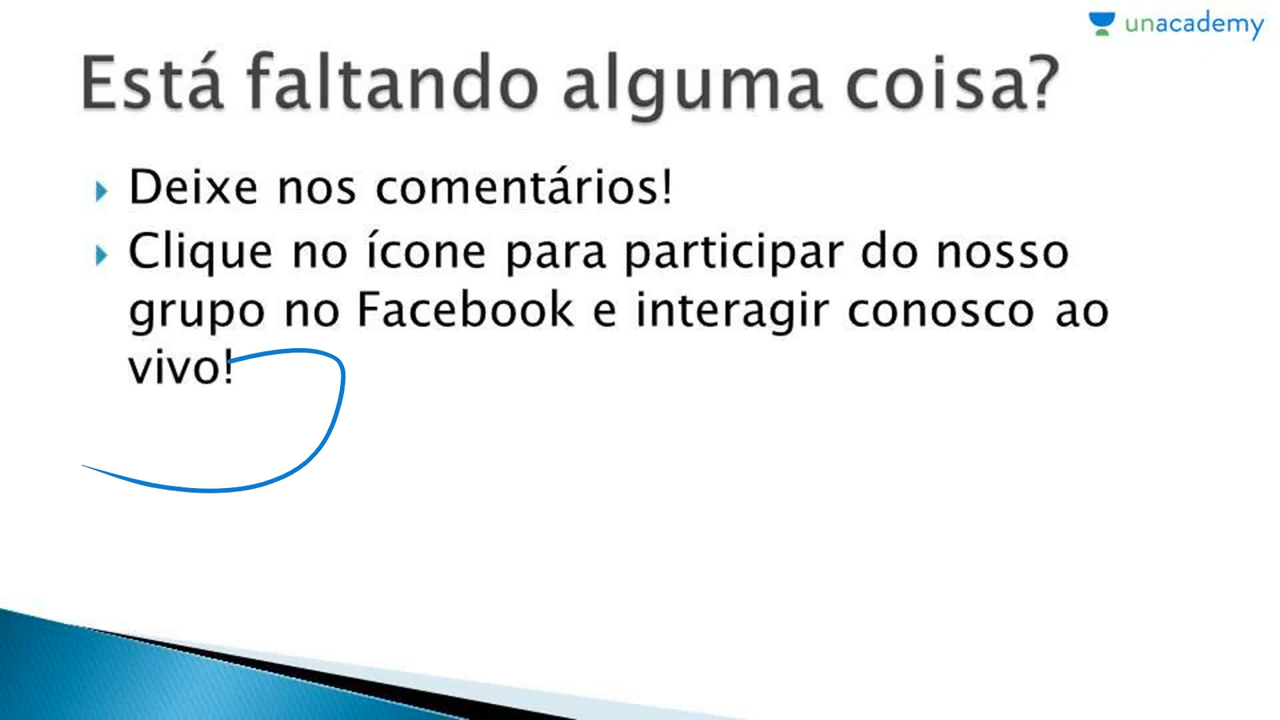 unacademy
Está faltando alguma coisa?
Deixe nos comentários!
Clique no ícone para participar do nosso
grupo no Facebook e interagir conosco ao
vivo!